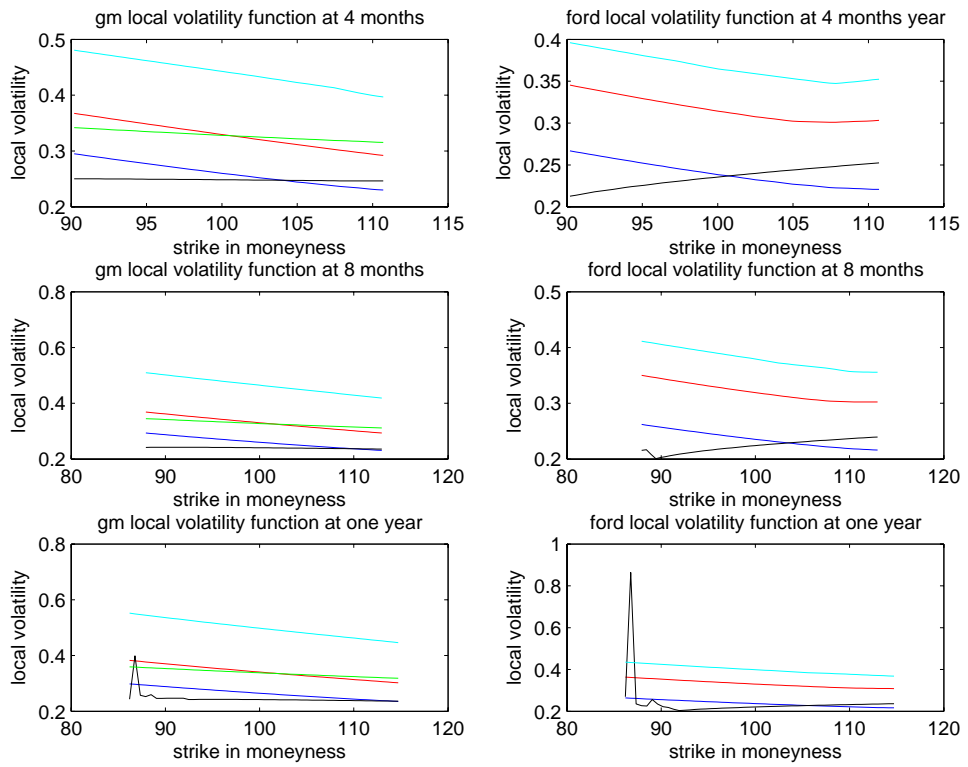 gm local volatility function at 4 months
0.5
0.4
0.3
0.2
local volatility
90 95 100 105 110 115
strike in moneyness
ford local volatility function at 4 months year
0.4
0.35
0.3
0.25
0.2
local volatility
90 95 100 105 110 115
strike in moneyness
gm local volatility function at 8 months
0.8
0.6
0.4
0.2
local volatility
80 90 100 110 120
strike in moneyness
ford local volatility function at 8 months
0.5
0.4
0.3
0.2
local volatility
80 90 100 110 120
strike in moneyness
gm local volatility function at one year
0.8
0.6
0.4
0.2
local volatility
80 90 100 110 120
strike in moneyness
ford local volatility function at one year
1
0.8
0.6
0.4
0.2
local volatility
80 90 100 110 120
strike in moneyness